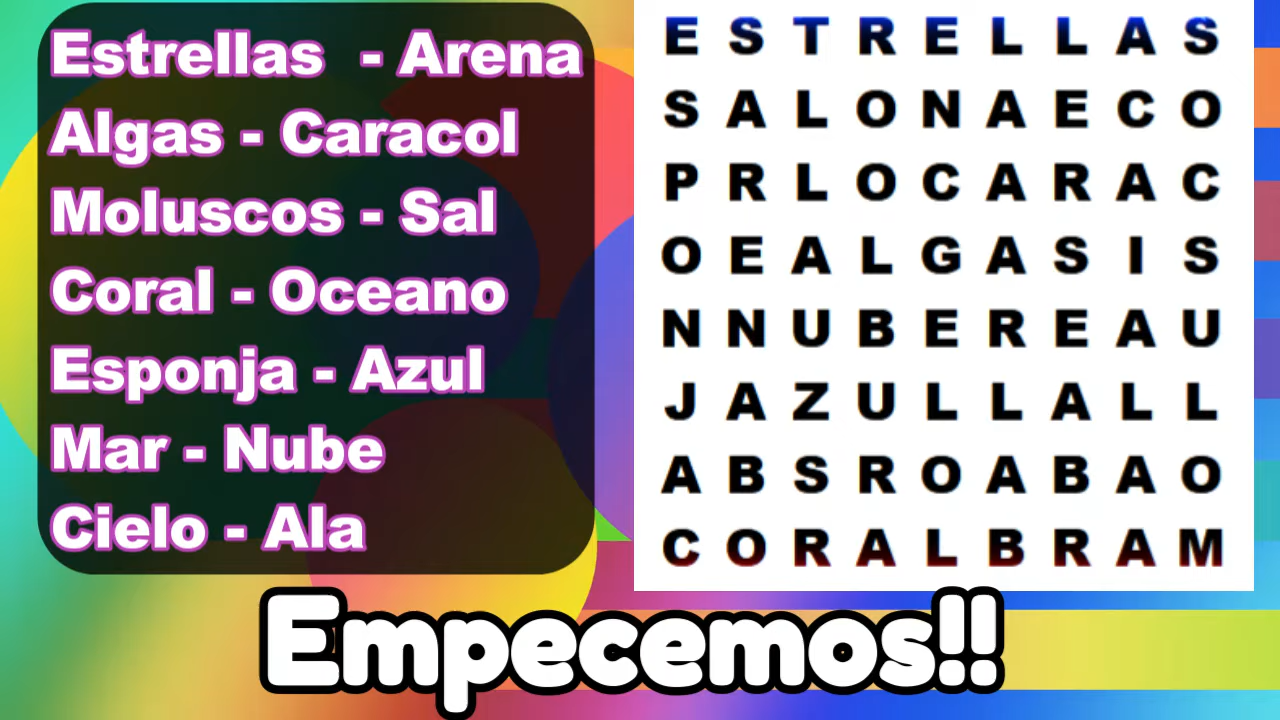 Estrellas - Arena
Algas - Caracol
Moluscos - Sal
Coral - Oceano
Esponja - Azul
Mar - Nube
Cielo - Ala
E S T R E L L A S
S A L O N A E C O
P R L O C A R A C
O E A L G A S I S
N N U B E R E A U
J A Z U L L A L L
A B S R O A B A O
C O R A L B R A M
Empecemos!!